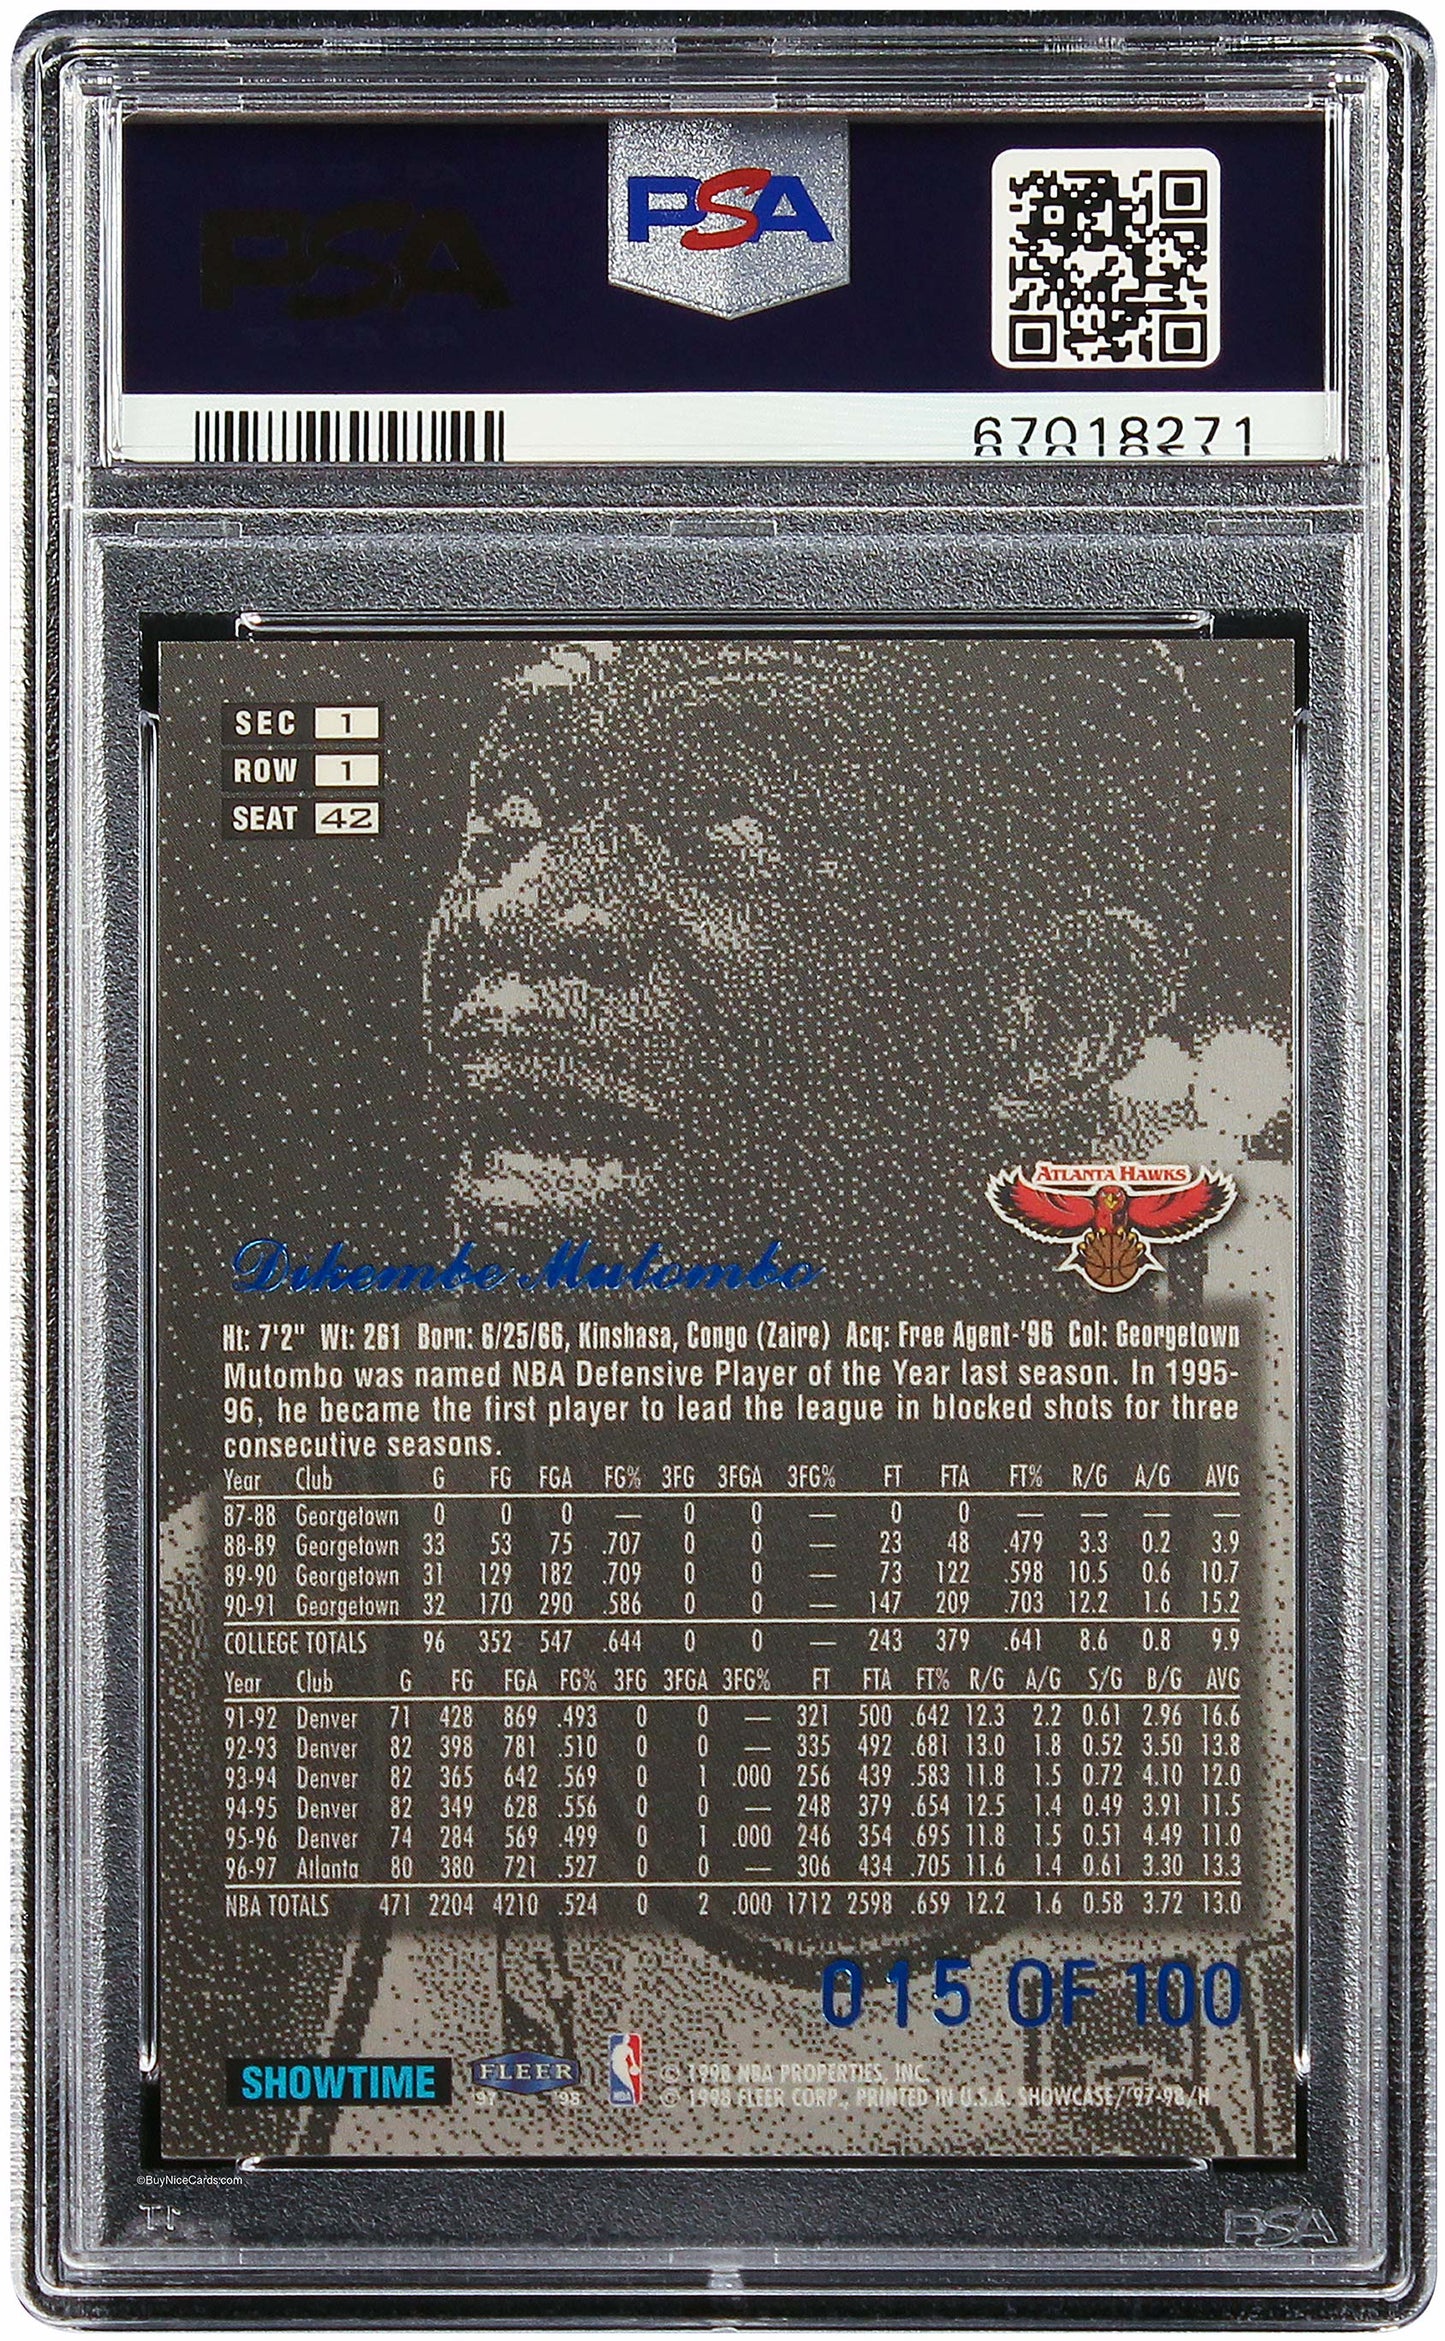 PSA
PSA
67018271
SEC 1
ROW 1
SEAT 42
ATLANTA HAWKS
Dikembe Mutombo
Ht: 7'2" Wt: 261 Born: 6/25/66, Kinshasa, Congo (Zaire) Acq: Free Agent-'96 Col: Georgetown
Mutombo was named NBA Defensive Player of the Year last season. In 1995-
96, he became the first player to lead the league in blocked shots for three
consecutive seasons.
Year Club G FG FGA FG% 3FG 3FGA 3FG% FT FTA FT% R/G A/G AVG
87-88 Georgetown 0 0 0 — 0 0 — 0 0 — — — —
88-89 Georgetown 33 53 75 .707 0 0 — 23 48 .479 3.3 0.2 3.9
89-90 Georgetown 31 129 182 .709 0 0 — 73 122 .598 10.5 0.6 10.7
90-91 Georgetown 32 170 290 .586 0 0 — 147 209 .703 12.2 1.6 15.2
COLLEGE TOTALS 96 352 547 .644 0 0 — 243 379 .641 8.6 0.8 9.9
Year Club G FG FGA FG% 3FG 3FGA 3FG% FT FTA FT% R/G A/G S/G B/G AVG
91-92 Denver 71 428 869 .493 0 0 — 321 500 .642 12.3 2.2 0.61 2.96 16.6
92-93 Denver 82 398 781 .510 0 0 — 335 492 .681 13.0 1.8 0.52 3.50 13.8
93-94 Denver 82 365 642 .569 0 1 .000 256 439 .583 11.8 1.5 0.72 4.10 12.0
94-95 Denver 82 349 628 .556 0 0 — 248 379 .654 12.5 1.4 0.49 3.91 11.5
95-96 Denver 74 284 569 .499 0 1 .000 246 354 .695 11.8 1.5 0.51 4.49 11.0
96-97 Atlanta 80 380 721 .527 0 0 — 306 434 .705 11.6 1.4 0.61 3.30 13.3
NBA TOTALS 471 2204 4210 .524 0 2 .000 1712 2598 .659 12.2 1.6 0.58 3.72 13.0
015 OF 100
SHOWTIME FLEER '97 '98 NBA
© 1998 NBA PROPERTIES, INC.
© 1998 FLEER CORP., PRINTED IN U.S.A. SHOWCASE/'97-98/H
©BuyNiceCards.com
PSA